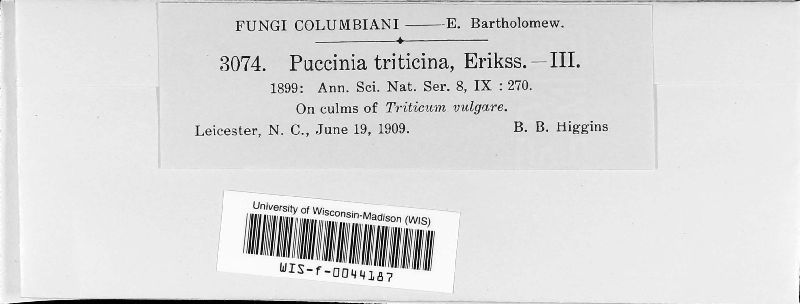 FUNGI COLUMBIANI —— E. Bartholomew.
3074. Puccinia triticina, Erikss. — III.
1899: Ann. Sci. Nat. Ser. 8, IX : 270.
On culms of Triticum vulgare.
Leicester, N. C., June 19, 1909. B. B. Higgins
University of Wisconsin-Madison (WIS)
WIS-f-0044187